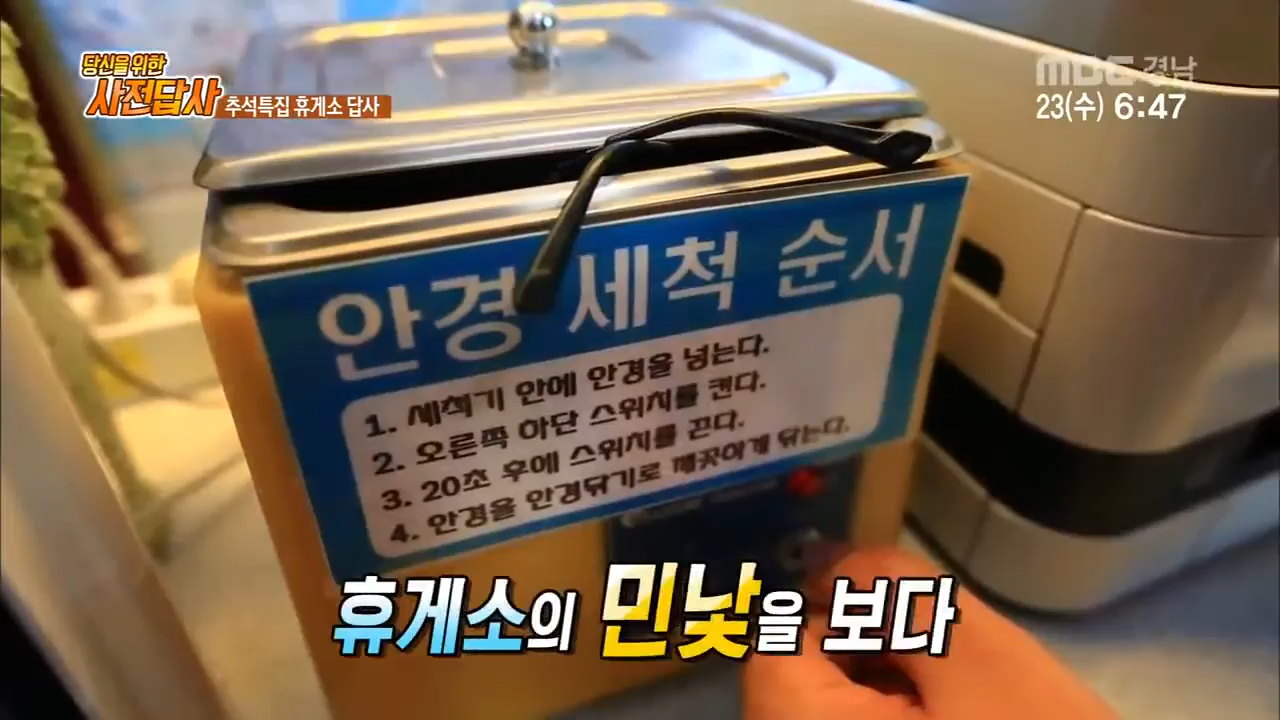 당신을 위한
사전답사 추석특집 휴게소 답사
MBC 경남
23(수) 6:47
안경 세척 순서
1. 세척기 안에 안경을 넣는다.
2. 오른쪽 하단 스위치를 켠다.
3. 20초 후에 스위치를 끈다.
4. 안경을 안경닦기로 깨끗하게 닦는다.
휴게소의 민낯을 보다